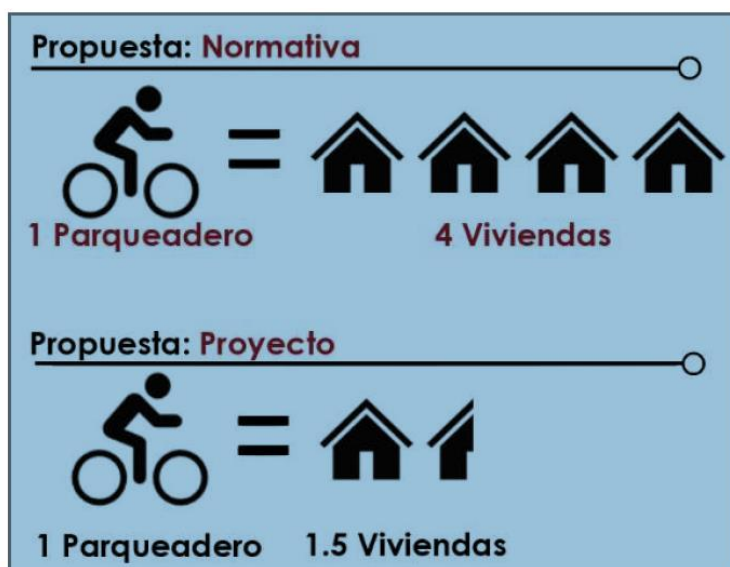 Propuesta: Normativa
1 Parqueadero 4 Viviendas
Propuesta: Proyecto
1 Parqueadero 1.5 Viviendas